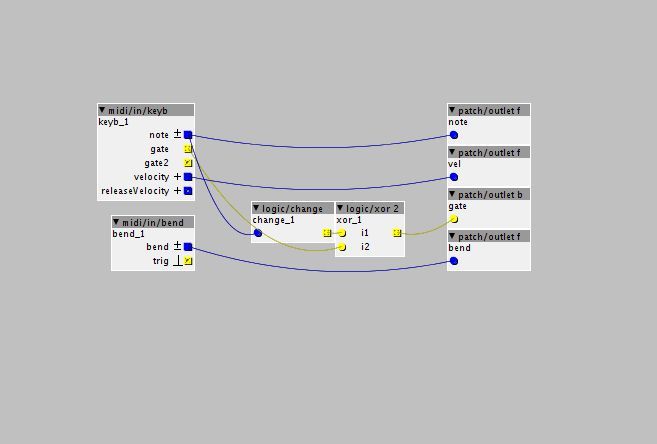 midi/in/keyb
keyb_1
note
gate
gate2
velocity
releaseVelocity
midi/in/bend
bend_1
bend
trig
logic/change
change_1
logic/xor 2
xor_1
i1
i2
patch/outlet f
note
patch/outlet f
vel
patch/outlet b
gate
patch/outlet f
bend